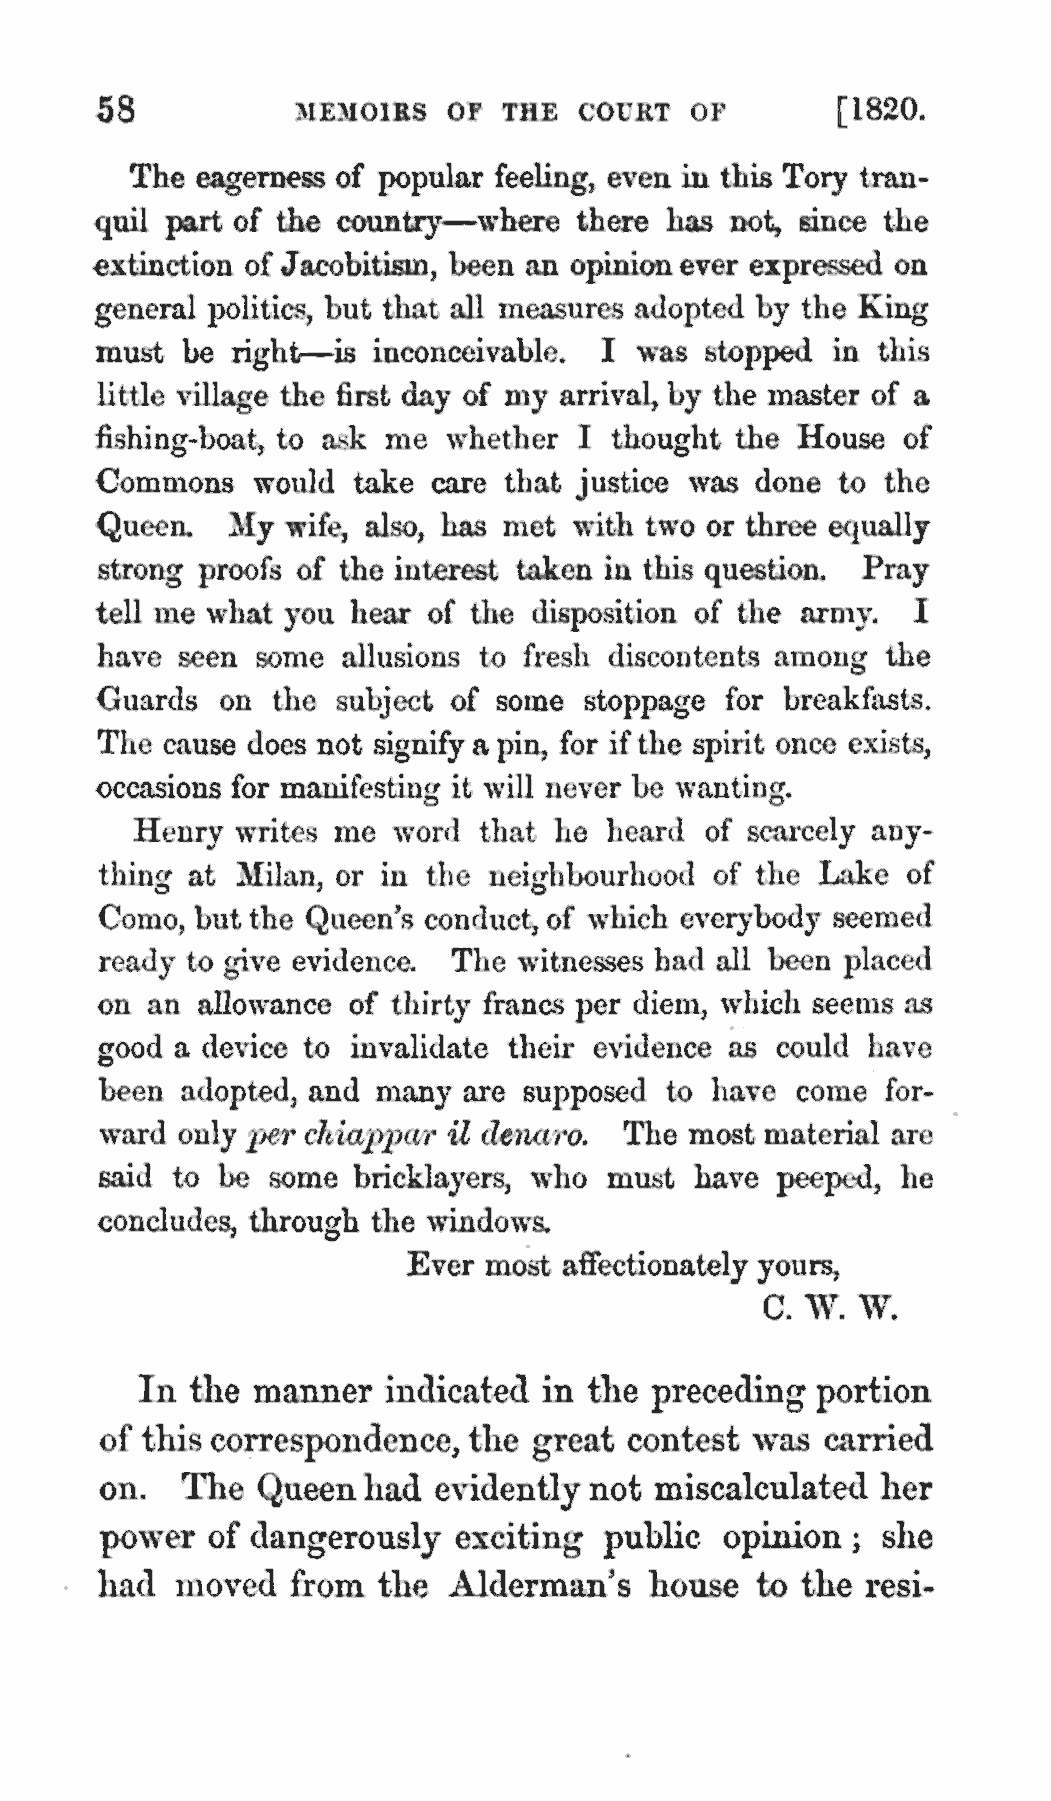 58 MEMOIRS OF THE COURT OF [1820.
The eagerness of popular feeling, even in this Tory tran-
quil part of the country—where there has not, since the
extinction of Jacobitism, been an opinion ever expressed on
general politics, but that all measures adopted by the King
must be right—is inconceivable. I was stopped in this
little village the first day of my arrival, by the master of a
fishing-boat, to ask me whether I thought the House of
Commons would take care that justice was done to the
Queen. My wife, also, has met with two or three equally
strong proofs of the interest taken in this question. Pray
tell me what you hear of the disposition of the army. I
have seen some allusions to fresh discontents among the
Guards on the subject of some stoppage for breakfasts.
The cause does not signify a pin, for if the spirit once exists,
occasions for manifesting it will never be wanting.
Henry writes me word that he heard of scarcely any-
thing at Milan, or in the neighbourhood of the Lake of
Como, but the Queen's conduct, of which everybody seemed
ready to give evidence. The witnesses had all been placed
on an allowance of thirty francs per diem, which seems as
good a device to invalidate their evidence as could have
been adopted, and many are supposed to have come for-
ward only per chiappar il denaro. The most material are
said to be some bricklayers, who must have peeped, he
concludes, through the windows.
Ever most affectionately yours,
C. W. W.
In the manner indicated in the preceding portion
of this correspondence, the great contest was carried
on. The Queen had evidently not miscalculated her
power of dangerously exciting public opinion; she
had moved from the Alderman's house to the resi-